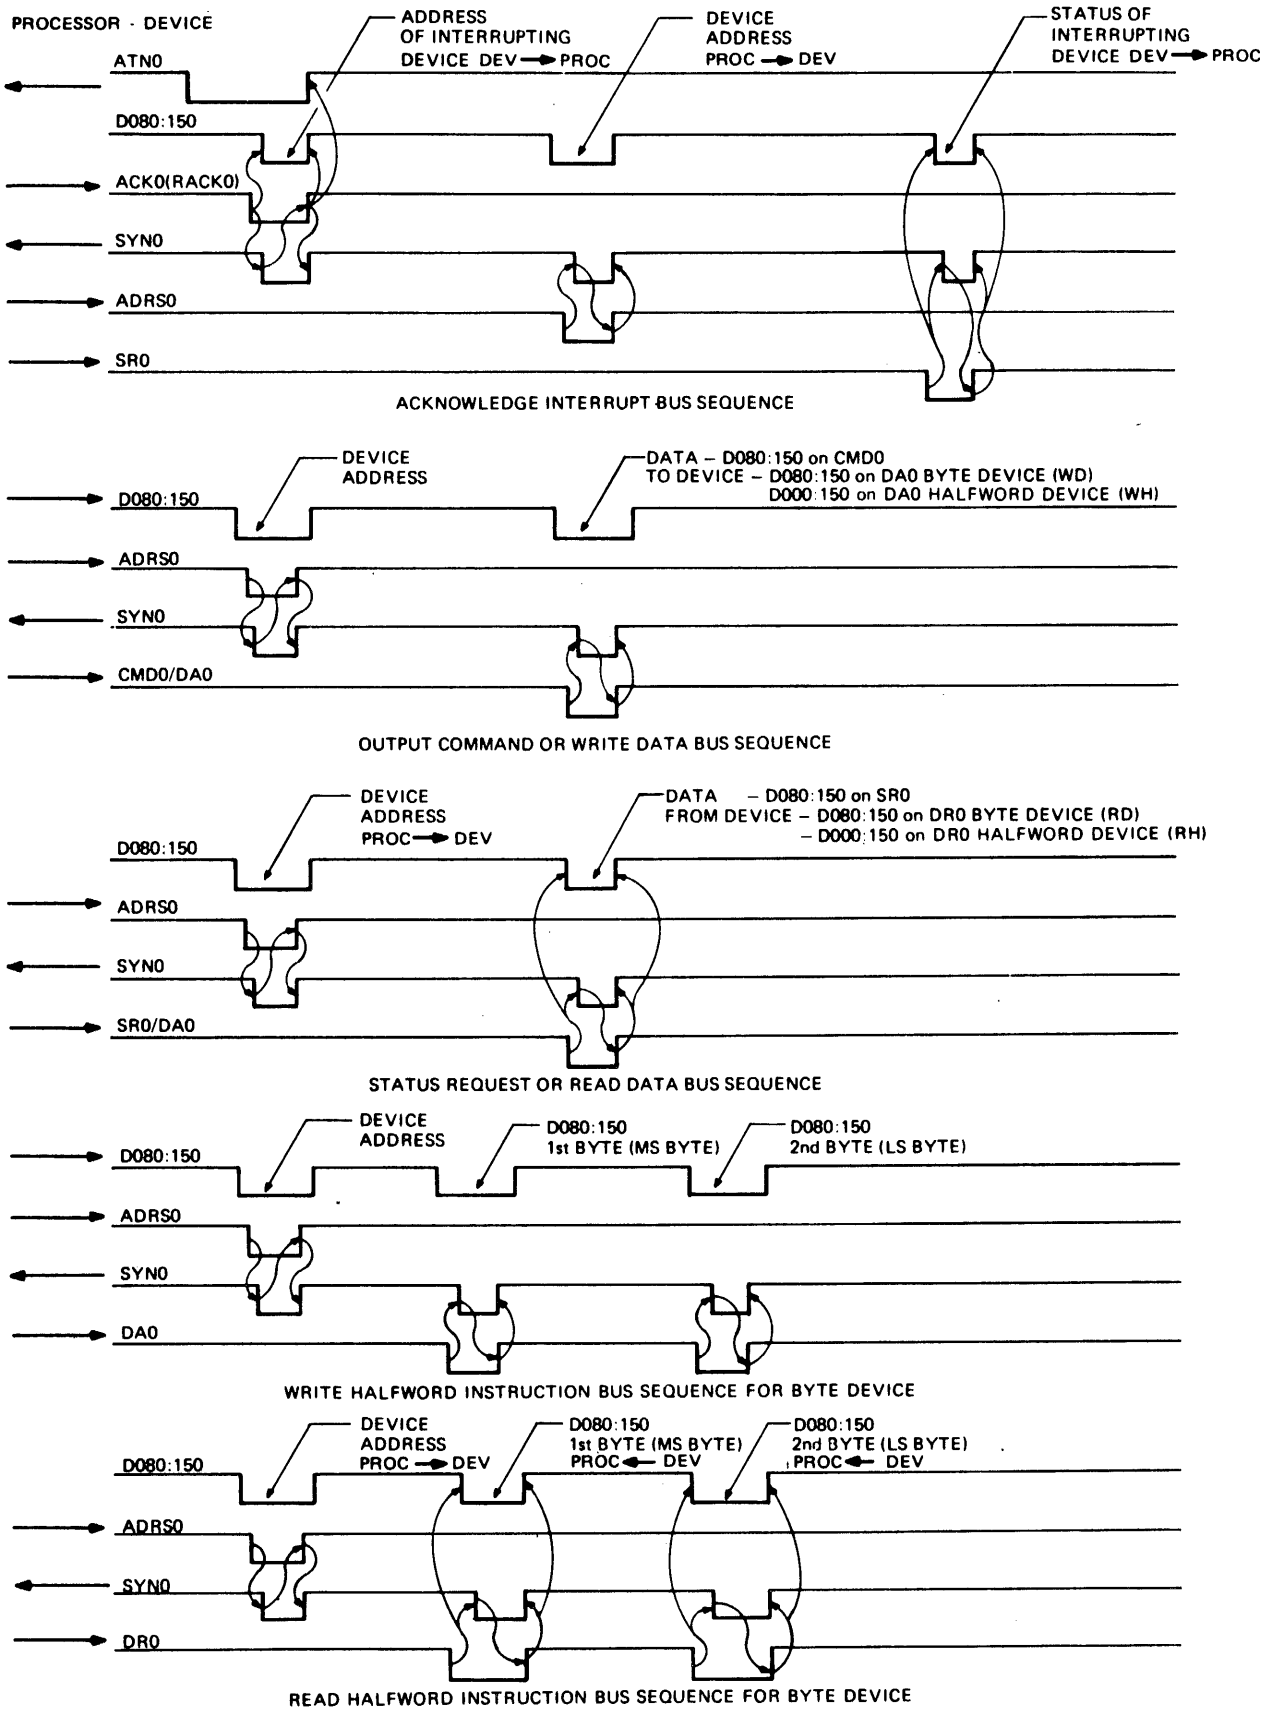 PROCESSOR - DEVICE
ADDRESS
OF INTERRUPTING
DEVICE DEV → PROC
DEVICE
ADDRESS
PROC → DEV
STATUS OF
INTERRUPTING
DEVICE DEV → PROC
ATN0
D080:150
ACK0(RACK0)
SYN0
ADRS0
SR0
ACKNOWLEDGE INTERRUPT BUS SEQUENCE
DEVICE
ADDRESS
DATA – D080:150 on CMD0
TO DEVICE – D080:150 on DA0 BYTE DEVICE (WD)
D000:150 on DA0 HALFWORD DEVICE (WH)
D080:150
ADRS0
SYN0
CMD0/DA0
OUTPUT COMMAND OR WRITE DATA BUS SEQUENCE
DEVICE
ADDRESS
PROC → DEV
DATA – D080:150 on SR0
FROM DEVICE – D080:150 on DR0 BYTE DEVICE (RD)
– D000:150 on DR0 HALFWORD DEVICE (RH)
D080:150
ADRS0
SYN0
SR0/DA0
STATUS REQUEST OR READ DATA BUS SEQUENCE
DEVICE
ADDRESS
D080:150
1st BYTE (MS BYTE)
D080:150
2nd BYTE (LS BYTE)
D080:150
ADRS0
SYN0
DA0
WRITE HALFWORD INSTRUCTION BUS SEQUENCE FOR BYTE DEVICE
DEVICE
ADDRESS
PROC → DEV
D080:150
1st BYTE (MS BYTE)
PROC ← DEV
D080:150
2nd BYTE (LS BYTE)
PROC ← DEV
D080:150
ADRS0
SYN0
DR0
READ HALFWORD INSTRUCTION BUS SEQUENCE FOR BYTE DEVICE